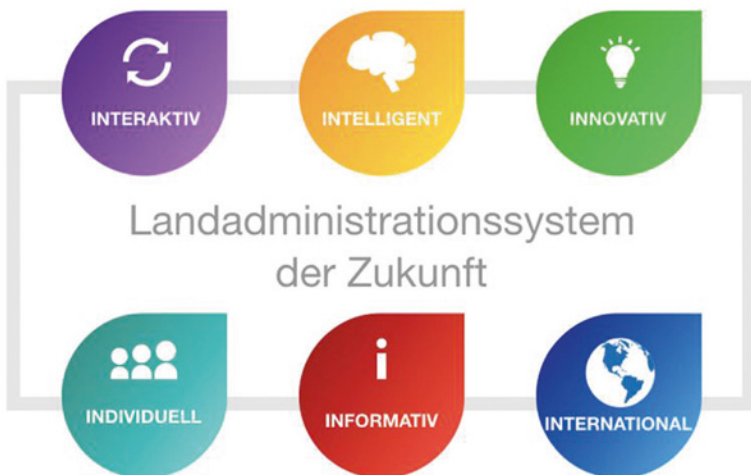 INTERAKTIV
INTELLIGENT
INNOVATIV
Landadministrationssystem
der Zukunft
INDIVIDUELL
INFORMATIV
INTERNATIONAL